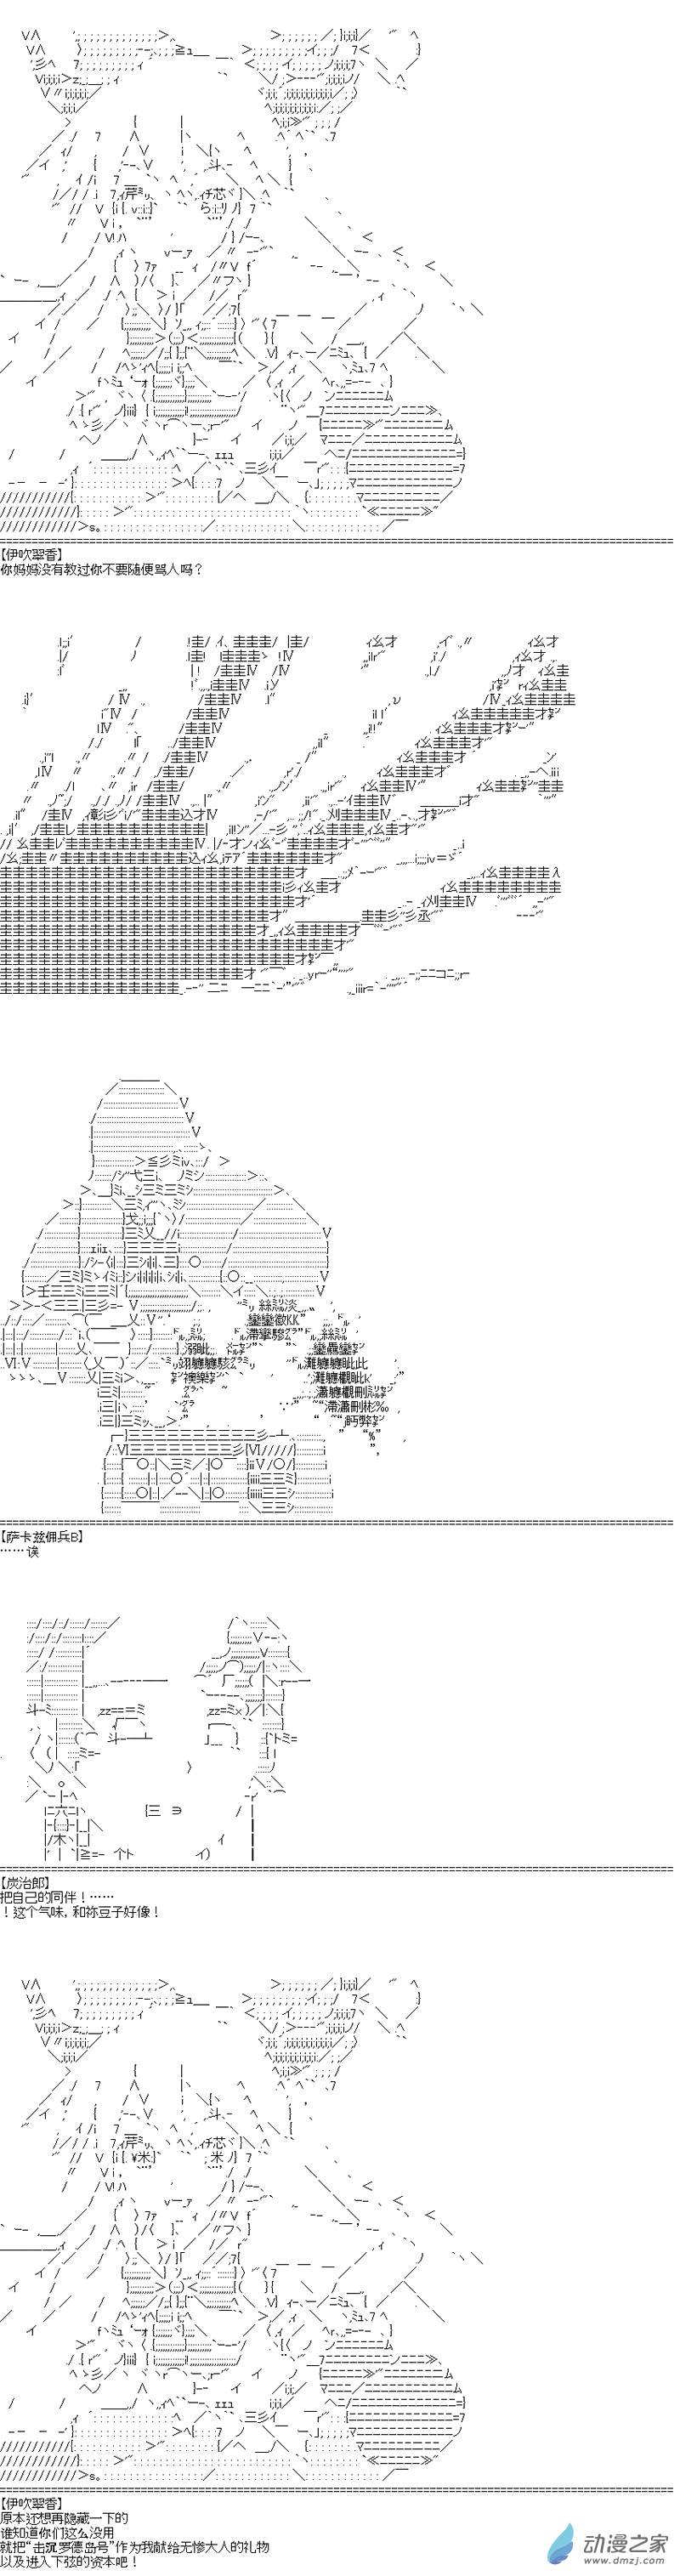 【伊吹翠香】
你妈妈没有教过你不要随便骂人吗？
【萨卡兹佣兵B】
……诶
【炭治郎】
把自己的同伴！……
！这个气味，和祢豆子好像！
【伊吹翠香】
原本还想再隐藏一下的
谁知道你们这么没用
就把“击沉罗德岛号”作为我献给无惨大人的礼物
以及进入下弦的资本吧！
动漫之家
www.dmzj.com